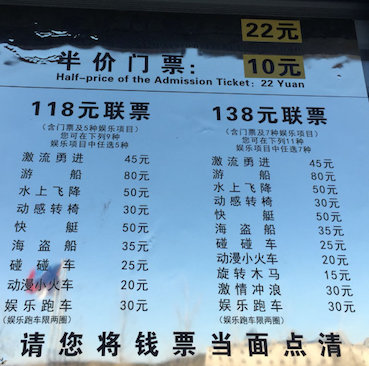 22元
半价门票：
10元
Half-price of the Admission Ticket: 22 Yuan
118元联票
(含门票及5种娱乐项目)
您可在下列9种
娱乐项目中任选5种
激流勇进 45元
游船 80元
水上飞降 50元
动感转椅 30元
快艇 50元
海盗船 35元
碰碰车 25元
动漫小火车 20元
娱乐跑车 30元
(娱乐跑车限两圈)
138元联票
(含门票及7种娱乐项目)
您可在下列11种
娱乐项目中任选7种
激流勇进 45元
游船 80元
水上飞降 50元
动感转椅 30元
快艇 50元
海盗船 35元
碰碰车 25元
动漫小火车 20元
旋转木马 15元
激情冲浪 30元
娱乐跑车 30元
(娱乐跑车限两圈)
请您将钱票当面点清